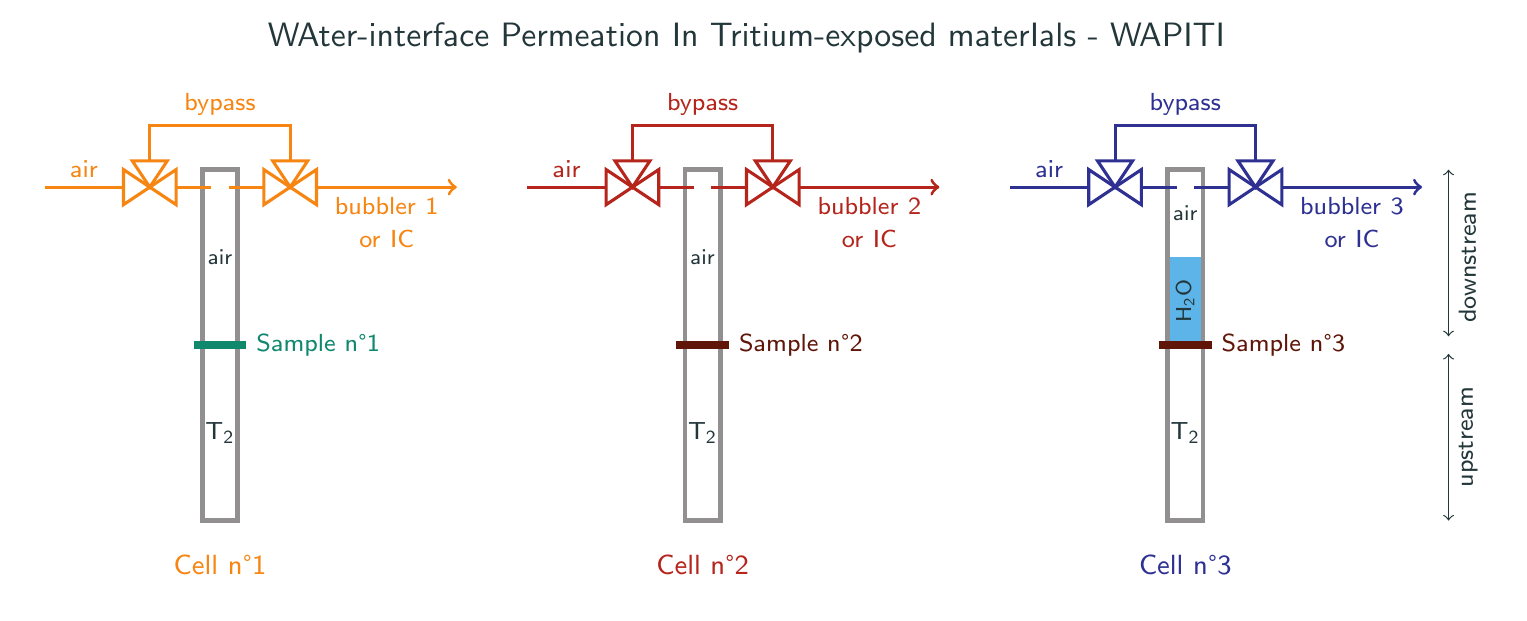 WAter-interface Permeation In Tritium-exposed materIals - WAPITI
bypass
air
bubbler 1
or IC
air
Sample n°1
T₂
Cell n°1
bypass
air
bubbler 2
or IC
air
Sample n°2
T₂
Cell n°2
bypass
air
bubbler 3
or IC
air
H₂O
Sample n°3
T₂
Cell n°3
downstream
upstream